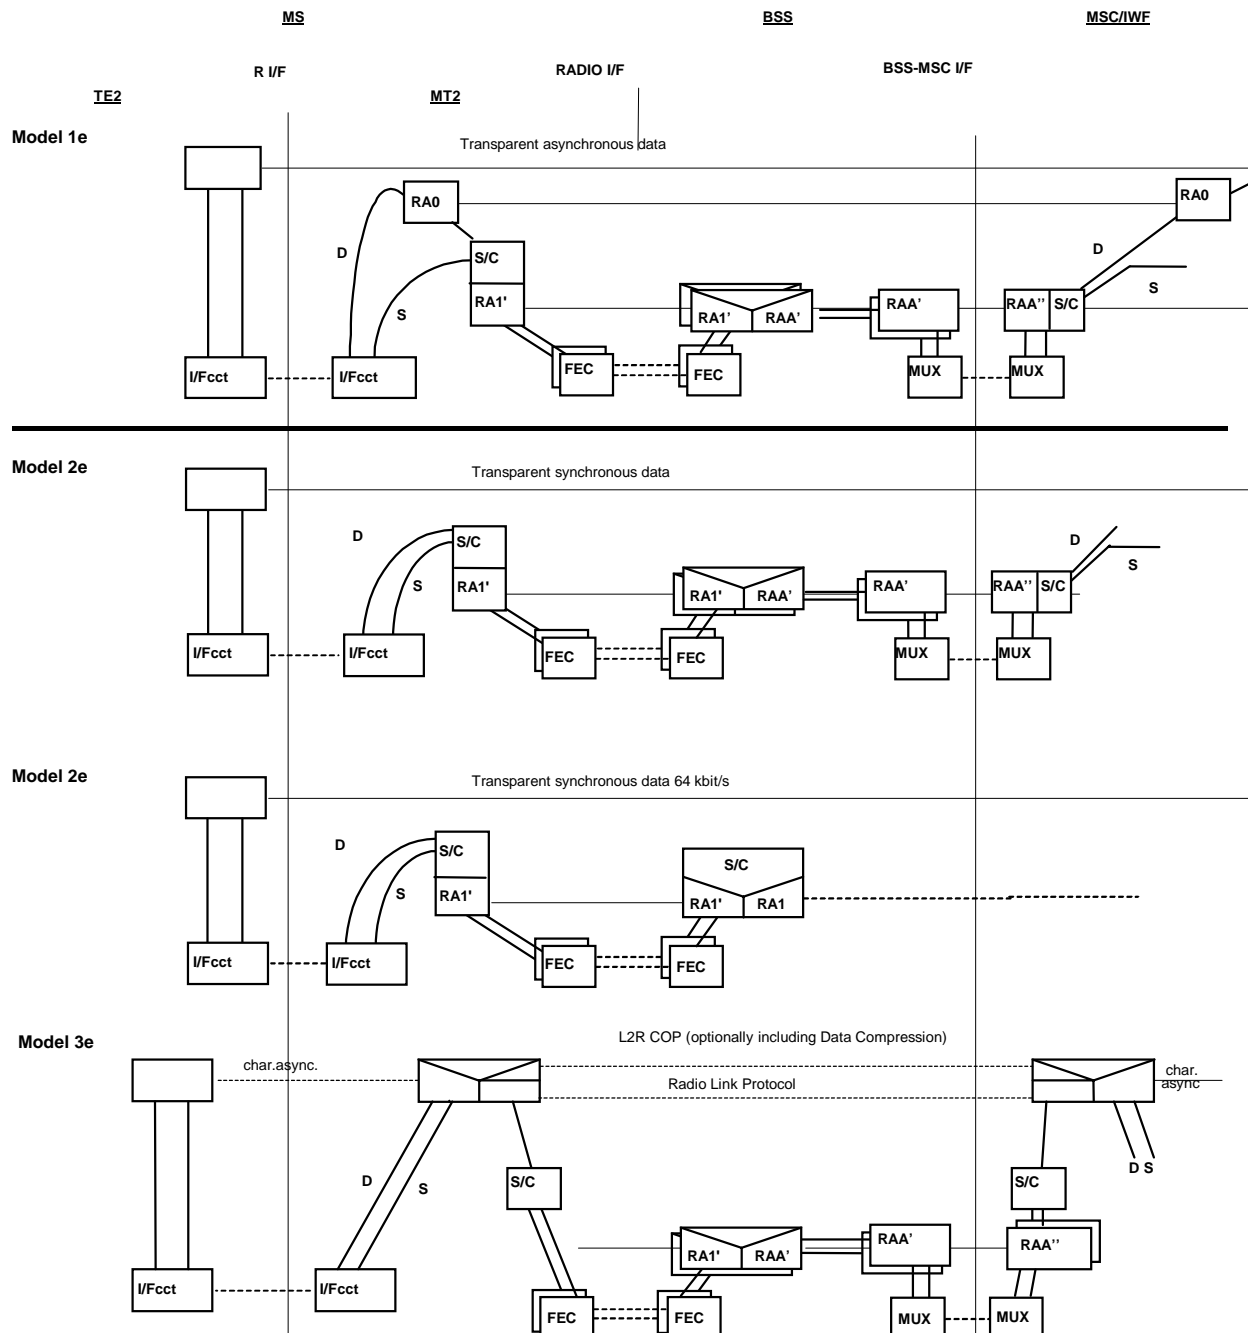 MS BSS MSC/IWF
R I/F RADIO I/F BSS-MSC I/F
TE2 MT2
Model 1e
Transparent asynchronous data
RA0 RA0
D D
S/C
S
RA1' RA1’ RAA’ RAA’ RAA’’ S/C
S
I/Fcct I/Fcct FEC FEC MUX MUX
Model 2e
Transparent synchronous data
D S/C D
S
S RA1' RA1' RAA’ RAA’ RAA’’ S/C
I/Fcct I/Fcct FEC FEC MUX MUX
Model 2e
Transparent synchronous data 64 kbit/s
D S/C S/C
S RA1' RA1' RA1
I/Fcct I/Fcct FEC FEC
Model 3e
L2R COP (optionally including Data Compression)
char.async. char.
async
Radio Link Protocol
D S
D S
S/C S/C
RA1' RAA’ RAA’ RAA’’
I/Fcct I/Fcct FEC FEC MUX MUX